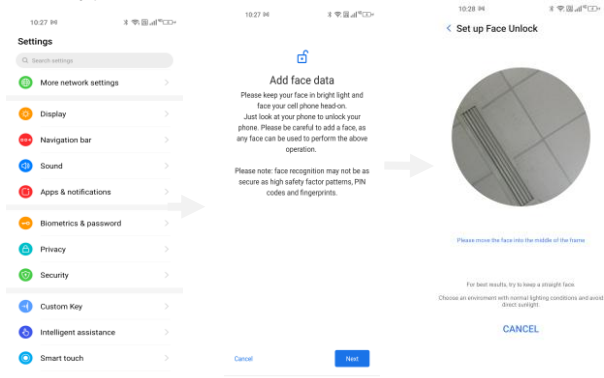 10:27
Settings
Search settings
More network settings
Display
Navigation bar
Sound
Apps & notifications
Biometrics & password
Privacy
Security
Custom Key
Intelligent assistance
Smart touch
10:27
Add face data
Please keep your face in bright light and
face your cell phone head-on.
Just look at your phone to unlock your
phone. Please be careful to add a face, as
any face can be used to perform the above
operation.
Please note: face recognition may not be as
secure as high safety factor patterns, PIN
codes and fingerprints.
Cancel
Next
10:28
Set up Face Unlock
Please move the face into the middle of the frame
For best results, try to keep a straight face
Choose an enviroment with normal lighting conditions and avoid
direct sunlight.
CANCEL